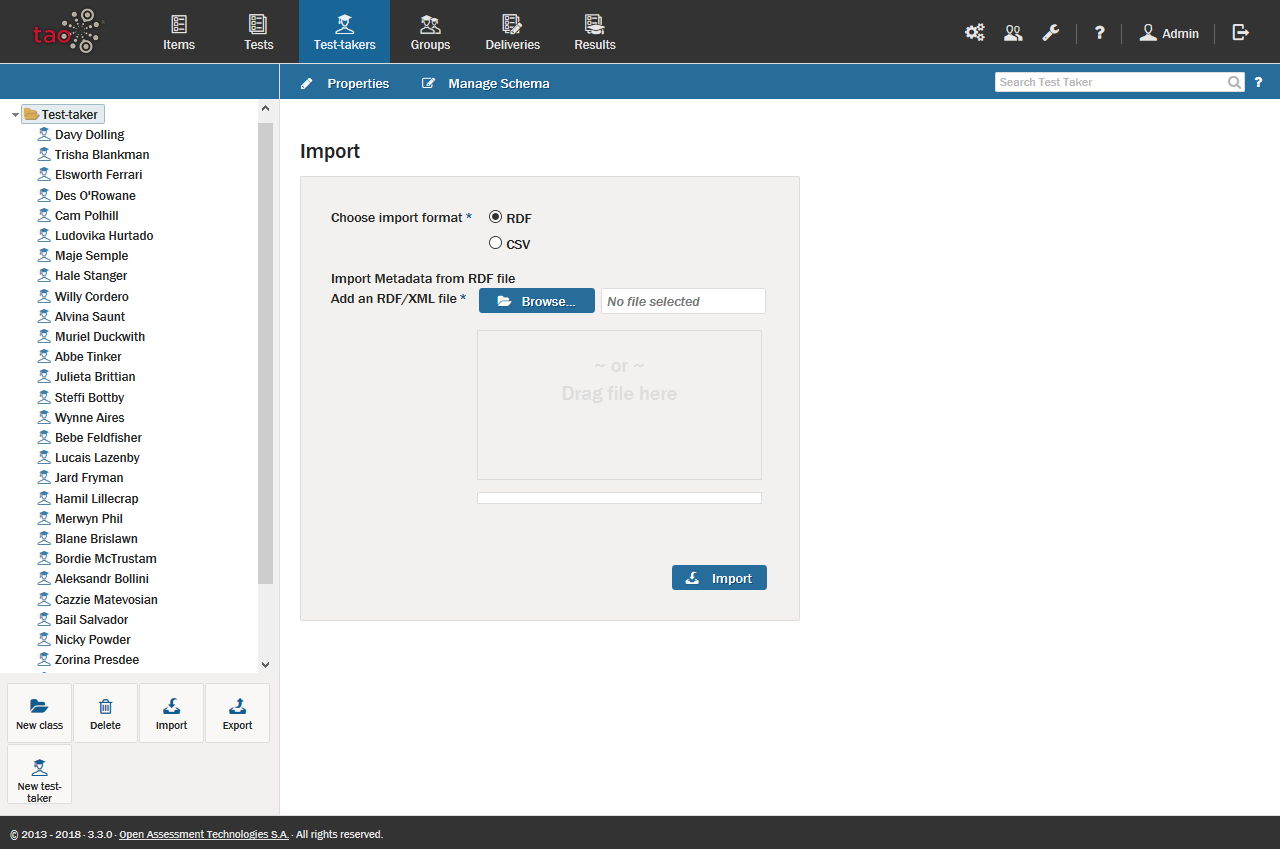 tao
Items
Tests
Test-takers
Groups
Deliveries
Results
?
Admin
Properties
Manage Schema
Search Test Taker
?
Test-taker
Davy Dolling
Trisha Blankman
Elsworth Ferrari
Des O'Rowane
Cam Polhill
Ludovika Hurtado
Maje Semple
Hale Stanger
Willy Cordero
Alvina Saunt
Muriel Duckwith
Abbe Tinker
Julieta Brittian
Steffi Bottby
Wynne Aires
Bebe Feldfisher
Lucais Lazenby
Jard Fryman
Hamil Lillecrap
Merwyn Phil
Blane Brislawn
Bordie McTrustam
Aleksandr Bollini
Cazzie Matevosian
Bail Salvador
Nicky Powder
Zorina Presdee
New class
Delete
Import
Export
New test-
taker
Import
Choose import format *
RDF
CSV
Import Metadata from RDF file
Add an RDF/XML file *
Browse...
No file selected
~ or ~
Drag file here
Import
© 2013 - 2018 · 3.3.0 · Open Assessment Technologies S.A. · All rights reserved.